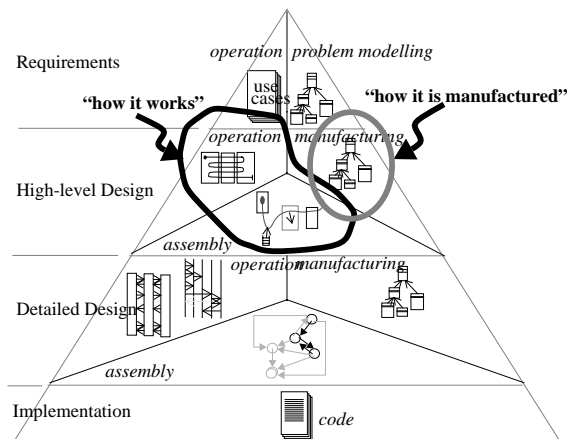 operation problem modelling
Requirements
use
cases
“how it works”
“how it is manufactured”
operation manufacturing
High-level Design
assembly
operation manufacturing
Detailed Design
assembly
Implementation
code